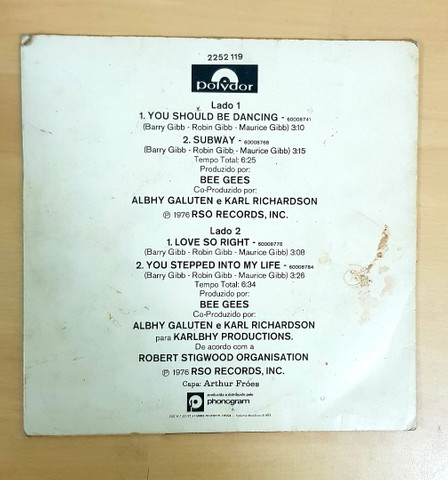 2252 119
polydor
Lado 1
1. YOU SHOULD BE DANCING - 60008741
(Barry Gibb - Robin Gibb - Maurice Gibb) 3:10
2. SUBWAY - 60008768
(Barry Gibb - Robin Gibb - Maurice Gibb) 3:15
Tempo Total: 6:25
Produzido por:
BEE GEES
Co-Produzido por:
ALBHY GALUTEN e KARL RICHARDSON
℗ 1976 RSO RECORDS, INC.
Lado 2
1. LOVE SO RIGHT - 60008776
(Barry Gibb - Robin Gibb - Maurice Gibb) 3:08
2. YOU STEPPED INTO MY LIFE - 60008784
(Barry Gibb - Robin Gibb - Maurice Gibb) 3:26
Tempo Total: 6:34
Produzido por:
BEE GEES
Co-Produzido por:
ALBHY GALUTEN e KARL RICHARDSON
para KARLBHY PRODUCTIONS.
De acordo com a
ROBERT STIGWOOD ORGANISATION
℗ 1976 RSO RECORDS, INC.
Capa: Arthur Fróes
produzido e distribuido pela
phonogram